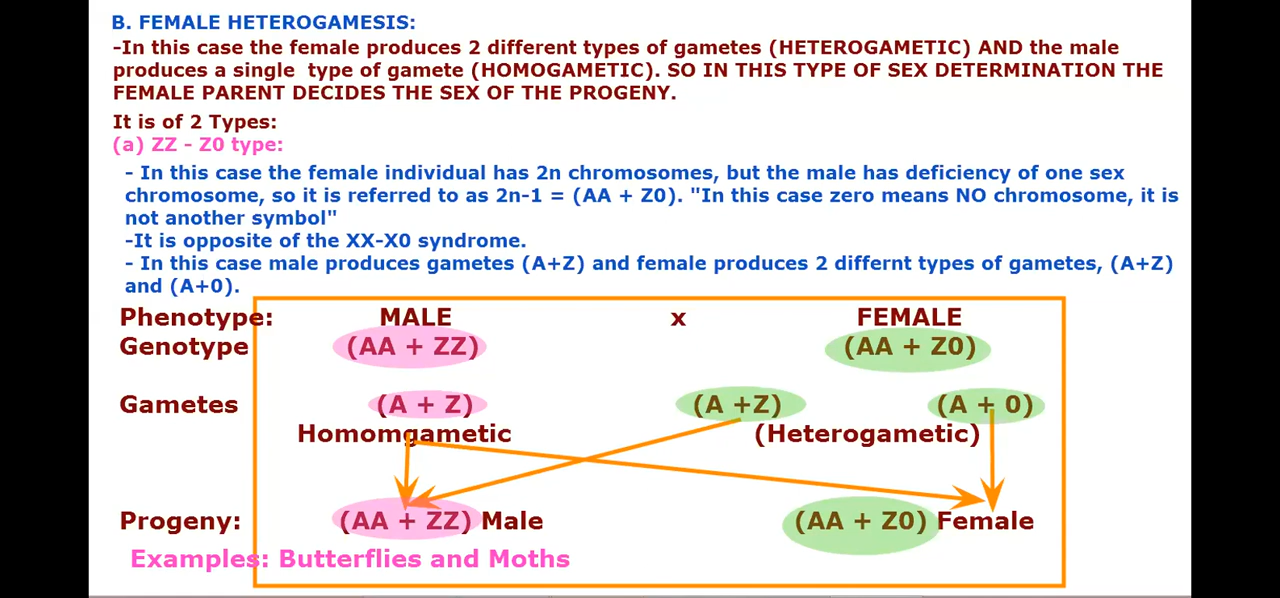 B. FEMALE HETEROGAMESIS:
-In this case the female produces 2 different types of gametes (HETEROGAMETIC) AND the male
produces a single type of gamete (HOMOGAMETIC). SO IN THIS TYPE OF SEX DETERMINATION THE
FEMALE PARENT DECIDES THE SEX OF THE PROGENY.
It is of 2 Types:
(a) ZZ - Z0 type:
- In this case the female individual has 2n chromosomes, but the male has deficiency of one sex
chromosome, so it is referred to as 2n-1 = (AA + Z0). "In this case zero means NO chromosome, it is
not another symbol"
-It is opposite of the XX-X0 syndrome.
- In this case male produces gametes (A+Z) and female produces 2 differnt types of gametes, (A+Z)
and (A+0).
Phenotype: MALE x FEMALE
Genotype (AA + ZZ) (AA + Z0)
Gametes (A + Z) (A +Z) (A + 0)
Homomgametic (Heterogametic)
Progeny: (AA + ZZ) Male (AA + Z0) Female
Examples: Butterflies and Moths